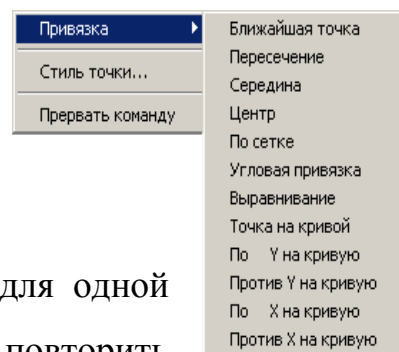 Привязка
Стиль точки...
Прервать команду
Ближайшая точка
Пересечение
Середина
Центр
По сетке
Угловая привязка
Выравнивание
Точка на кривой
По Y на кривую
Против Y на кривую
По X на кривую
Против X на кривую
для одной
повторить